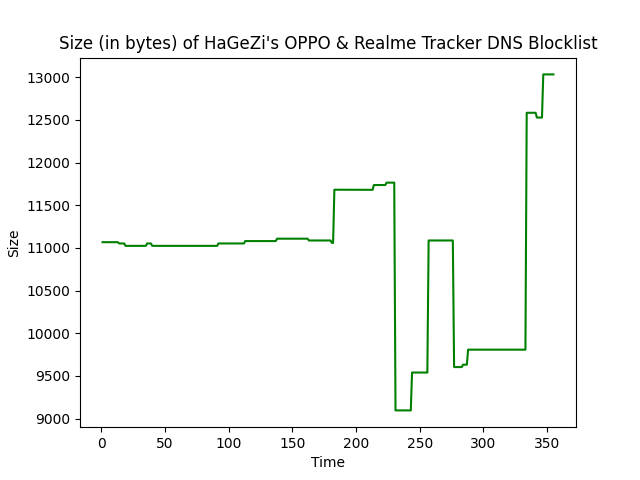 Size (in bytes) of HaGeZi's OPPO & Realme Tracker DNS Blocklist
13000
12500
12000
11500
11000
10500
10000
9500
9000
Size
0 50 100 150 200 250 300 350
Time